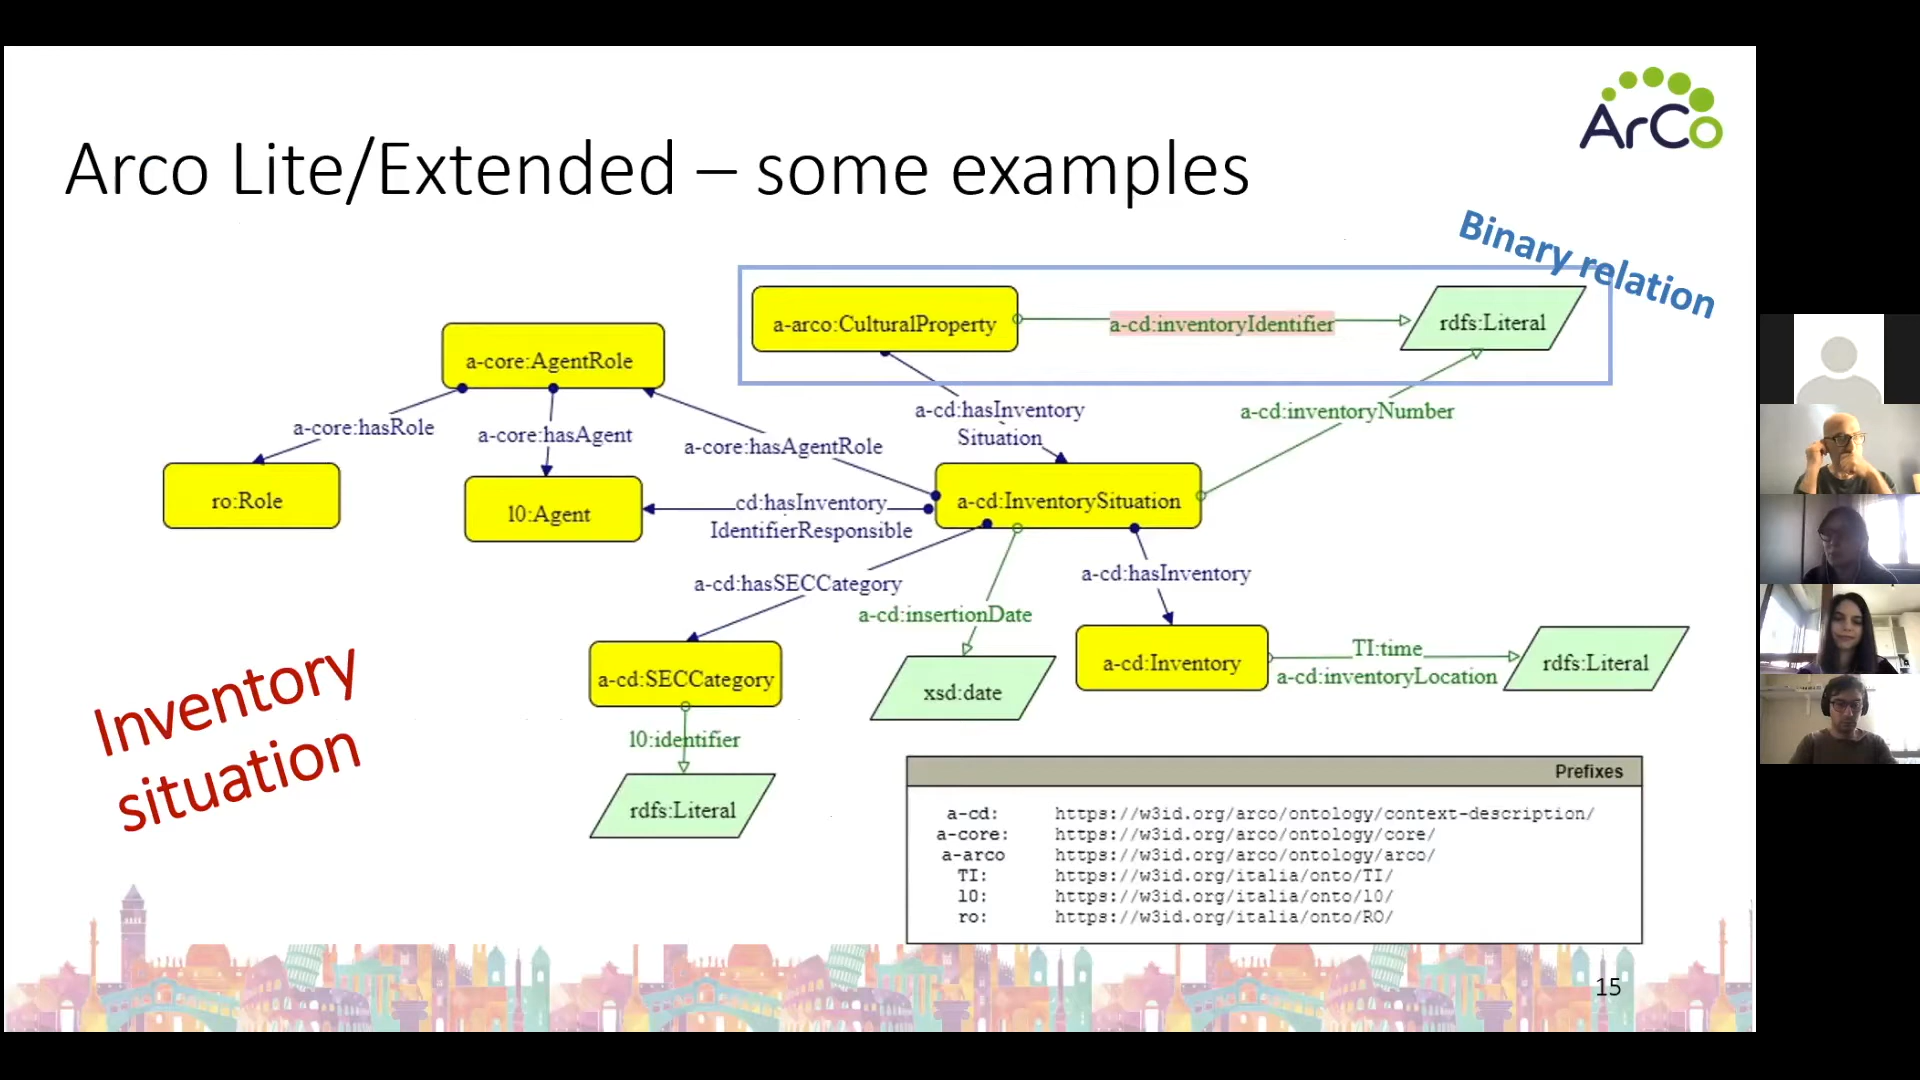 ArCo
Arco Lite/Extended – some examples
Binary relation
a-arco:CulturalProperty
a-cd:inventoryIdentifier
rdfs:Literal
a-core:AgentRole
a-core:hasRole
a-core:hasAgent
a-core:hasAgentRole
a-cd:hasInventory
Situation
a-cd:inventoryNumber
ro:Role
l0:Agent
cd:hasInventory
IdentifierResponsible
a-cd:InventorySituation
a-cd:hasSECCategory
a-cd:insertionDate
a-cd:hasInventory
a-cd:SECCategory
xsd:date
a-cd:Inventory
TI:time
a-cd:inventoryLocation
rdfs:Literal
l0:identifier
rdfs:Literal
Inventory
situation
Prefixes
a-cd: https://w3id.org/arco/ontology/context-description/
a-core: https://w3id.org/arco/ontology/core/
a-arco https://w3id.org/arco/ontology/arco/
TI: https://w3id.org/italia/onto/TI/
l0: https://w3id.org/italia/onto/l0/
ro: https://w3id.org/italia/onto/RO/
15